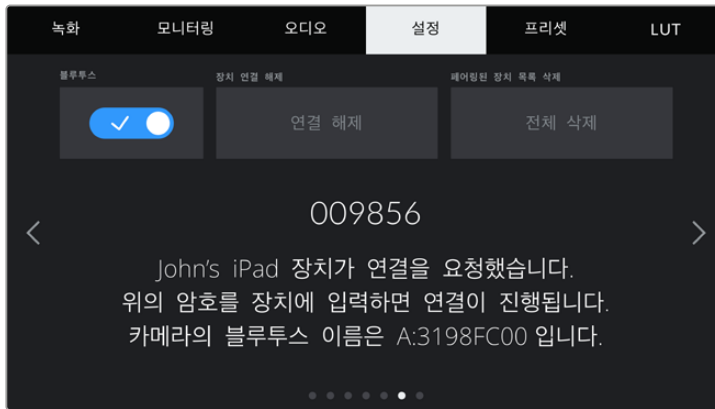 녹화 모니터링 오디오 설정 프리셋 LUT
블루투스 장치 연결 해제 페어링된 장치 목록 삭제
연결 해제 전체 삭제
009856
John's iPad 장치가 연결을 요청했습니다.
위의 암호를 장치에 입력하면 연결이 진행됩니다.
카메라의 블루투스 이름은 A:3198FC00 입니다.